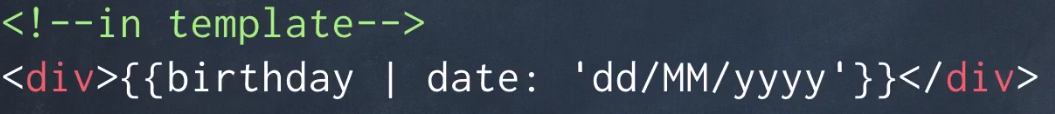 <!--in template-->
<div>{{birthday | date: 'dd/MM/yyyy'}}</div>